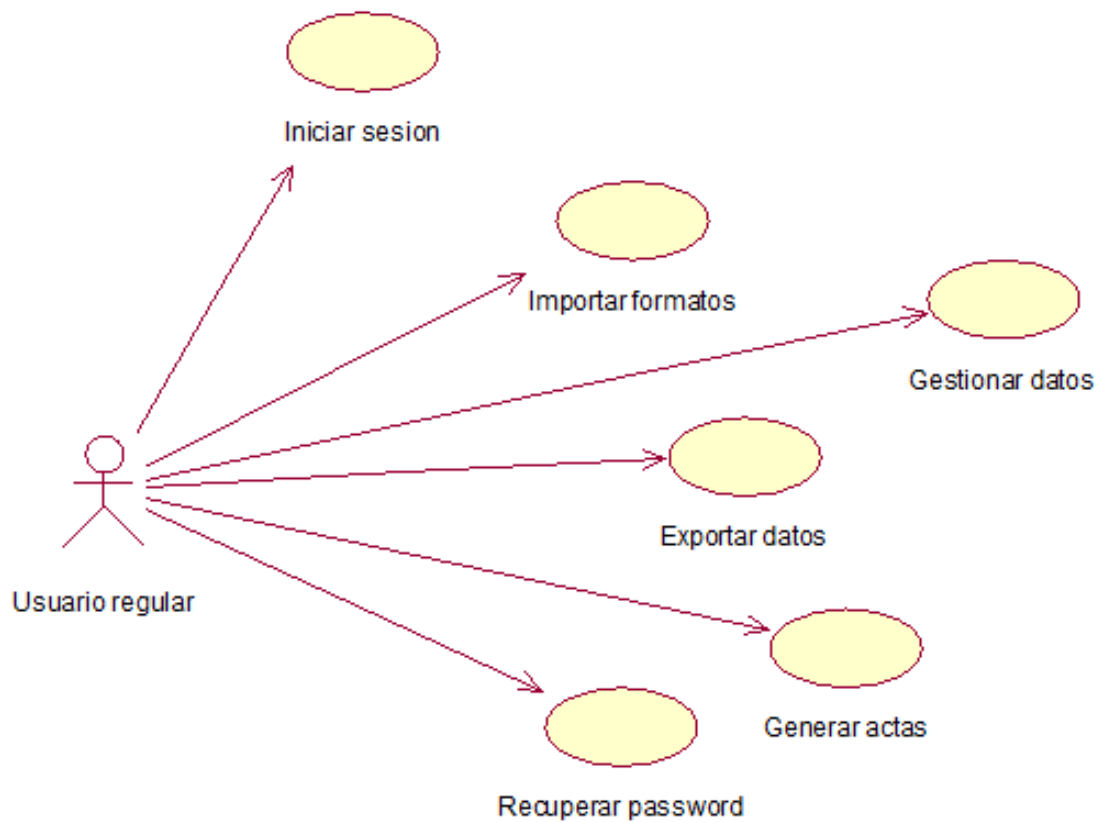 Iniciar sesion
Importar formatos
Gestionar datos
Exportar datos
Usuario regular
Generar actas
Recuperar password